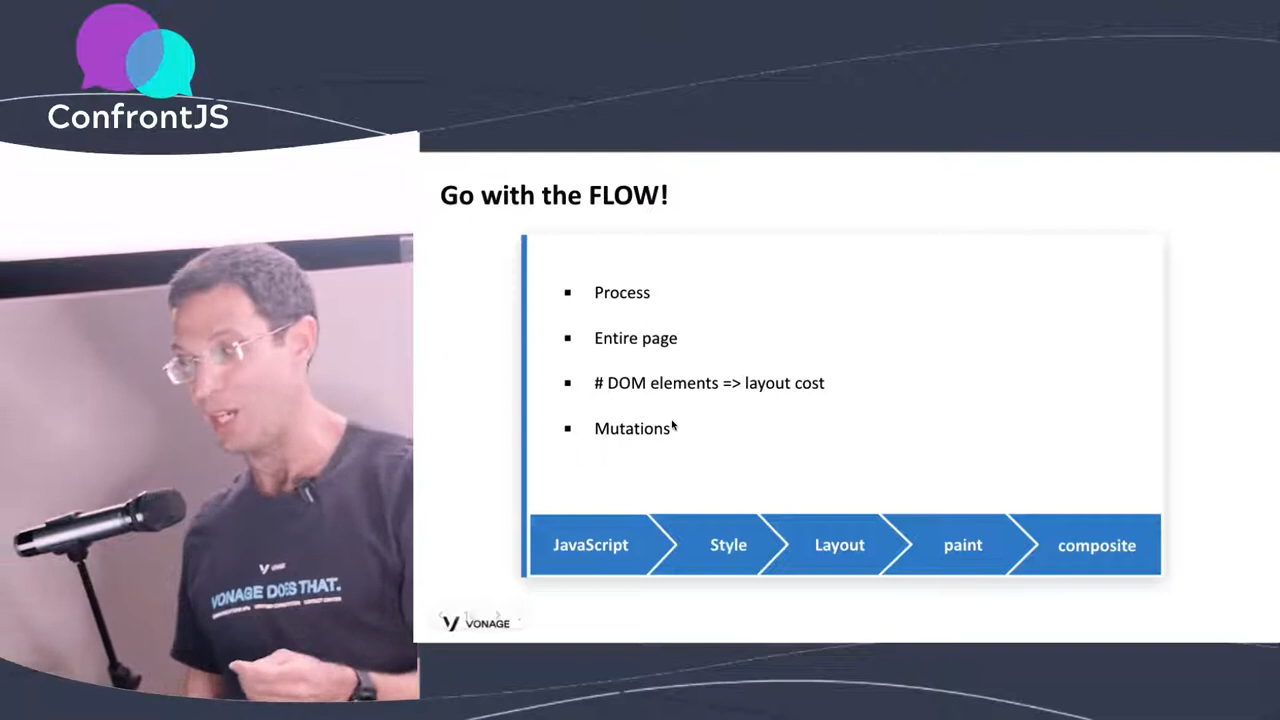 ConfrontJS
Go with the FLOW!
Process
Entire page
# DOM elements => layout cost
Mutations
JavaScript
Style
Layout
paint
composite
VONAGE
VONAGE
VONAGE DOES THAT.